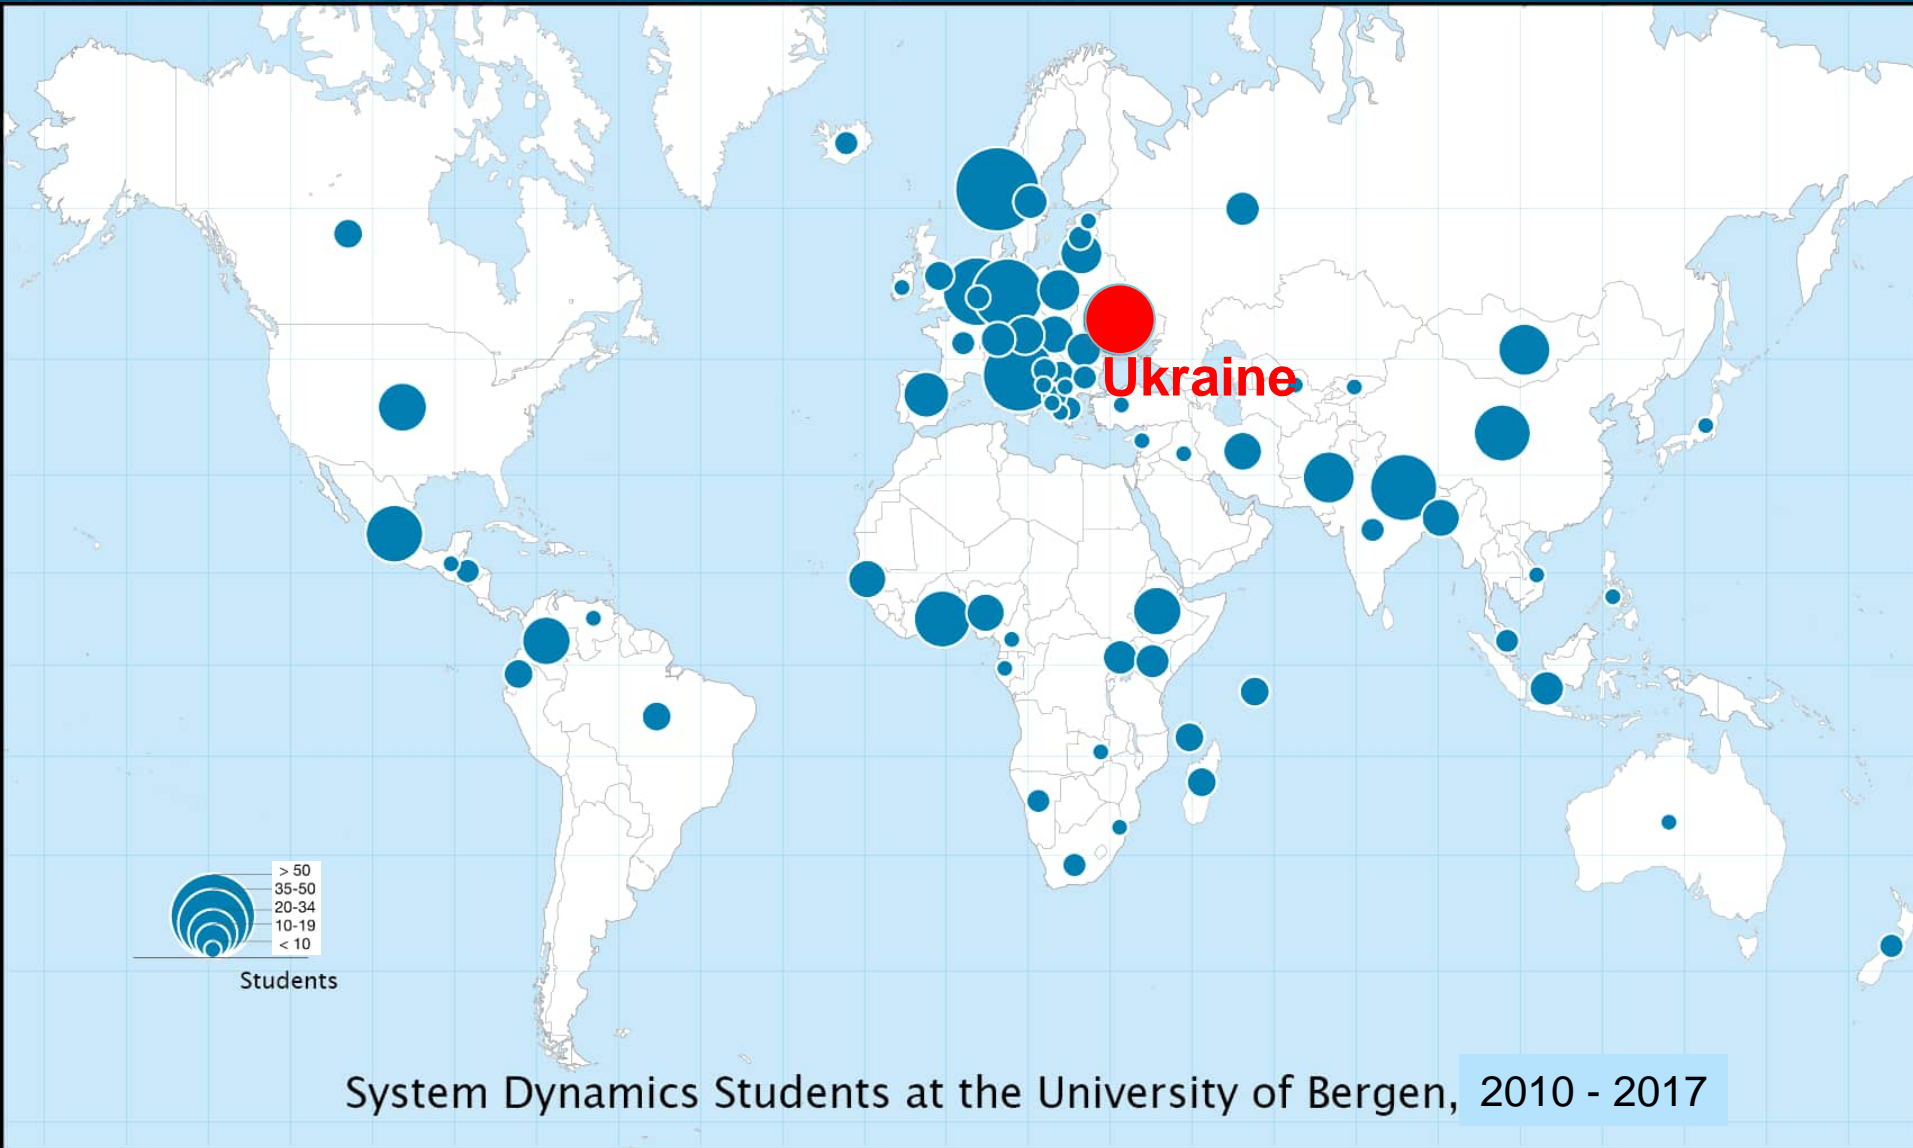 Ukraine
> 50
35-50
20-34
10-19
< 10
Students
System Dynamics Students at the University of Bergen, 2010 - 2017